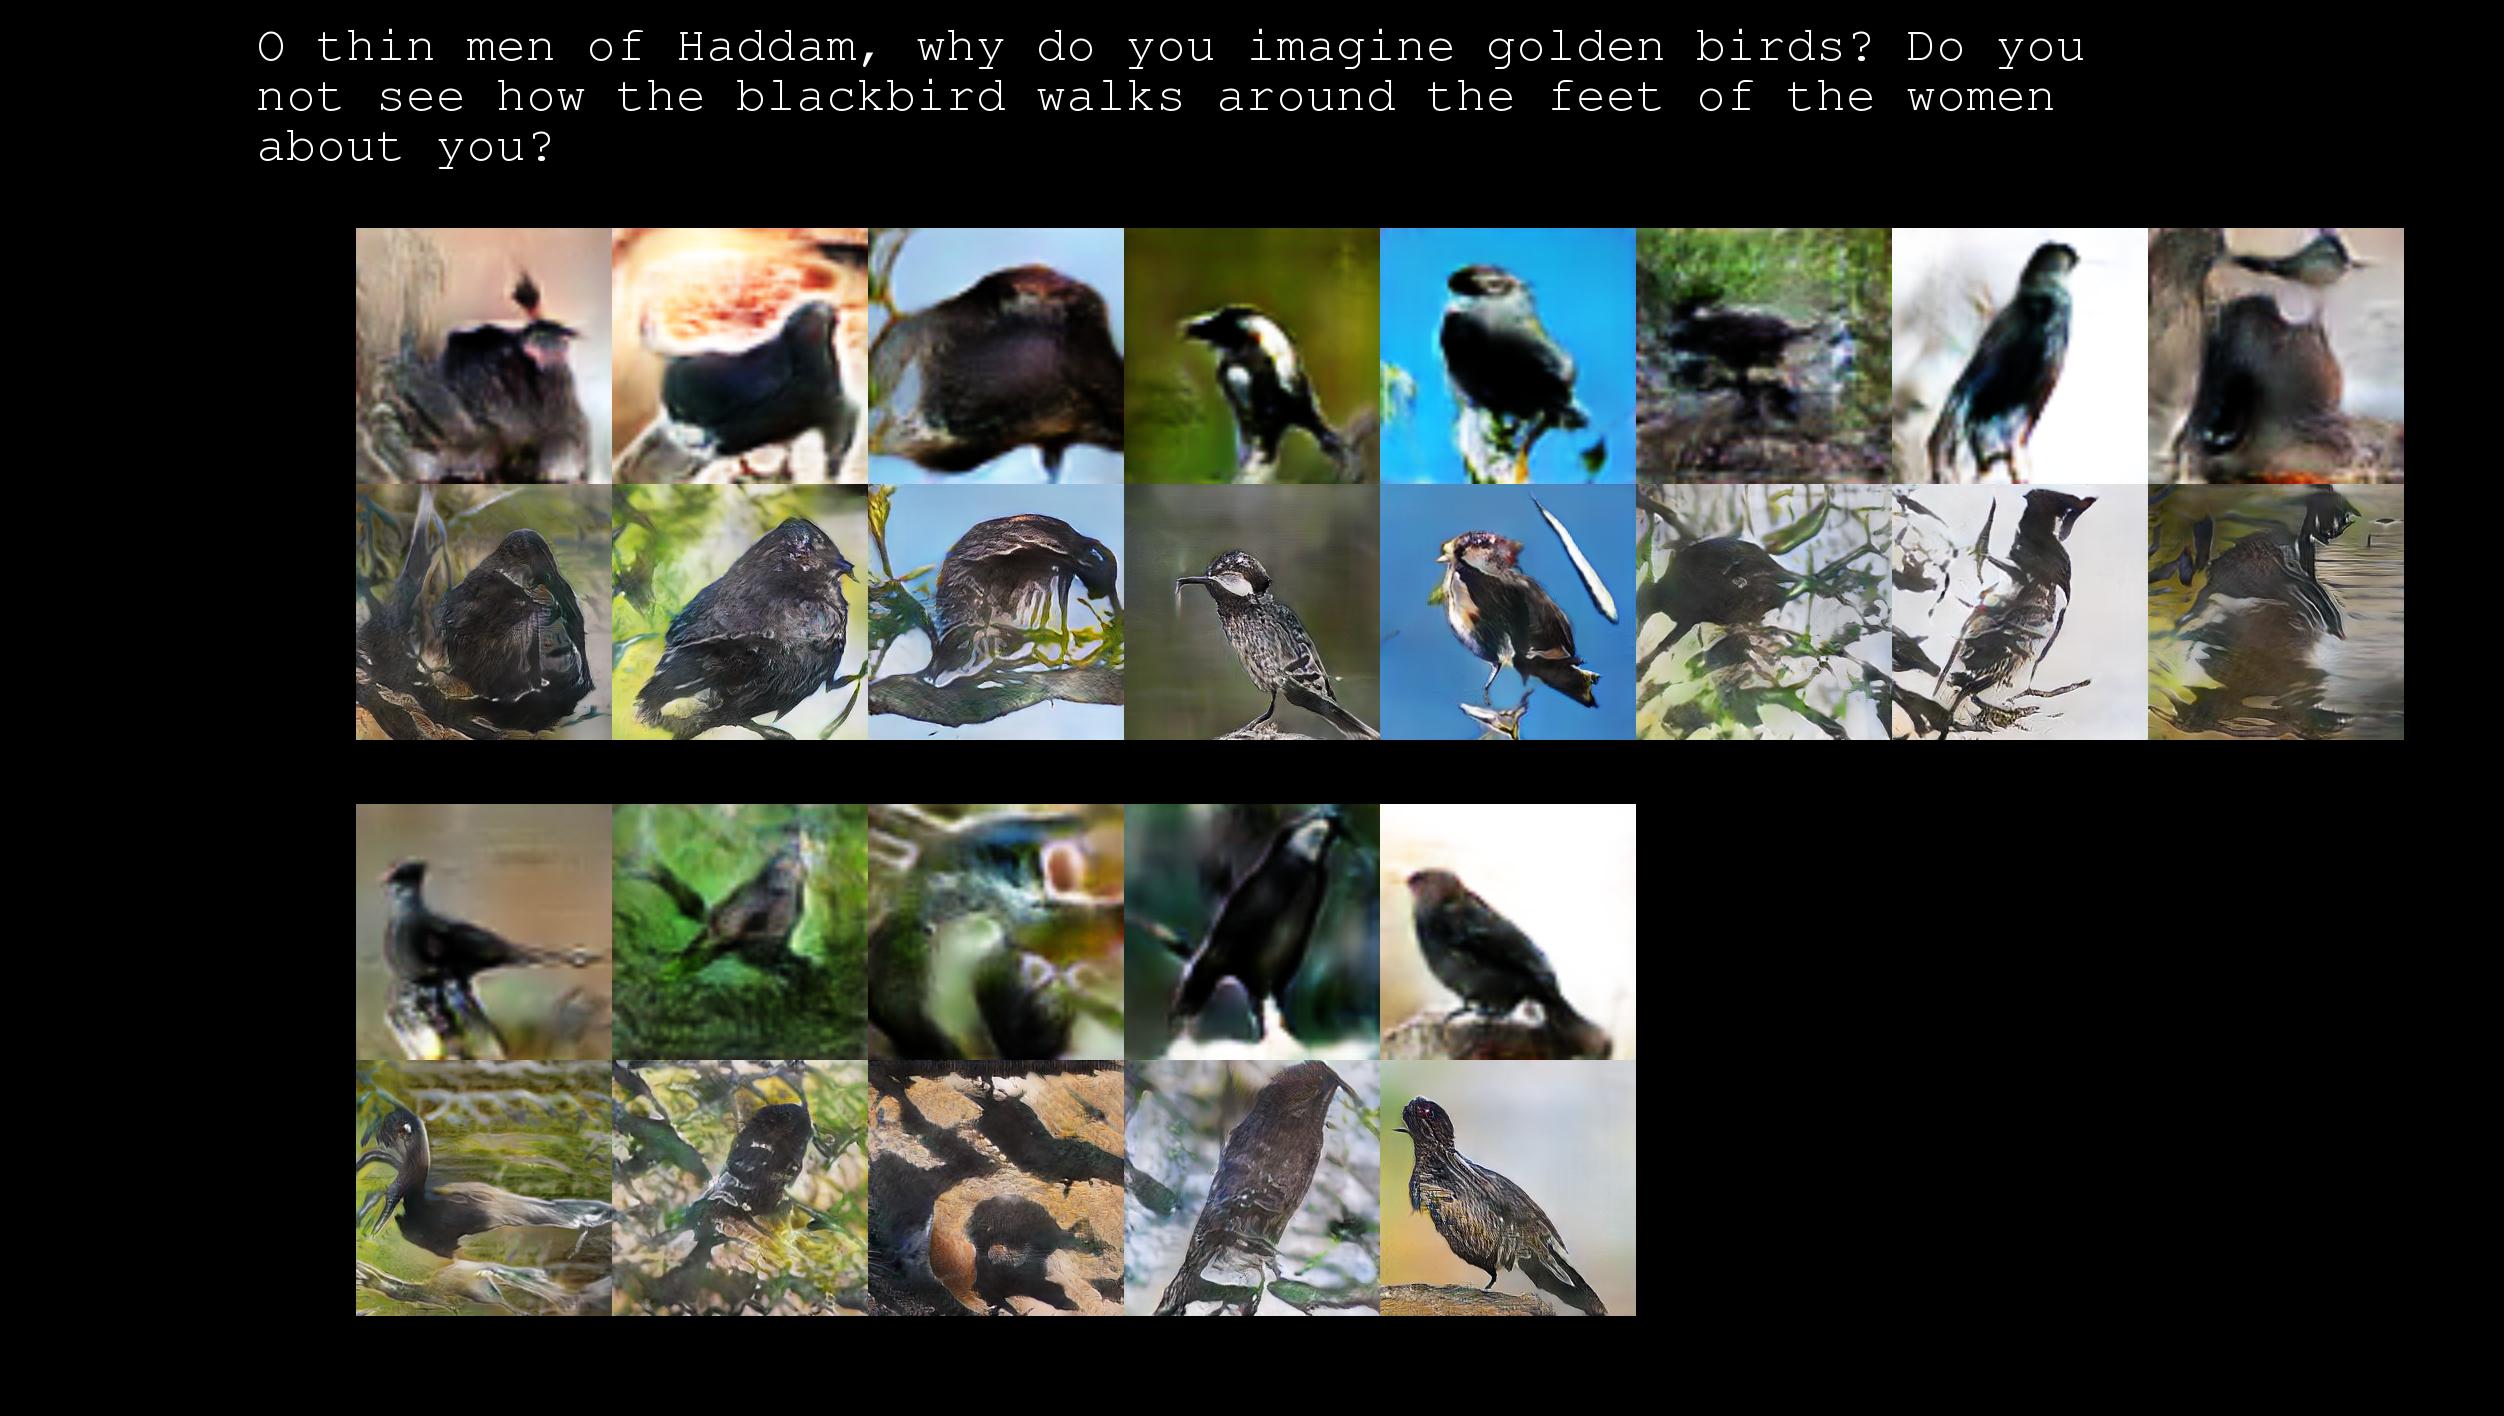 O thin men of Haddam, why do you imagine golden birds? Do you
not see how the blackbird walks around the feet of the women
about you?